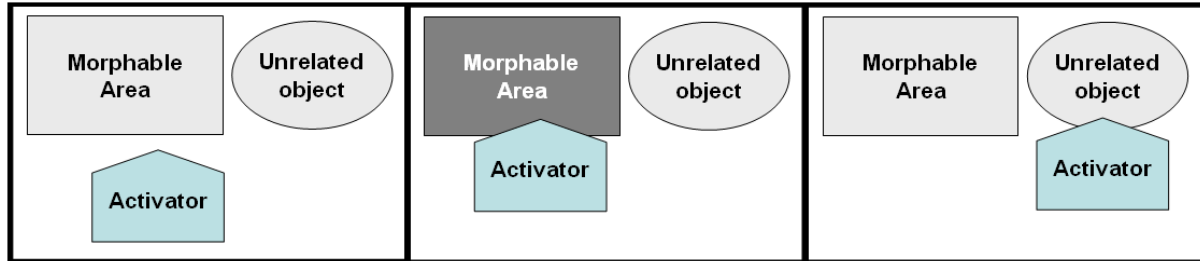 Morphable
Area
Unrelated
object
Activator
Morphable
Area
Unrelated
object
Activator
Morphable
Area
Unrelated
object
Activator